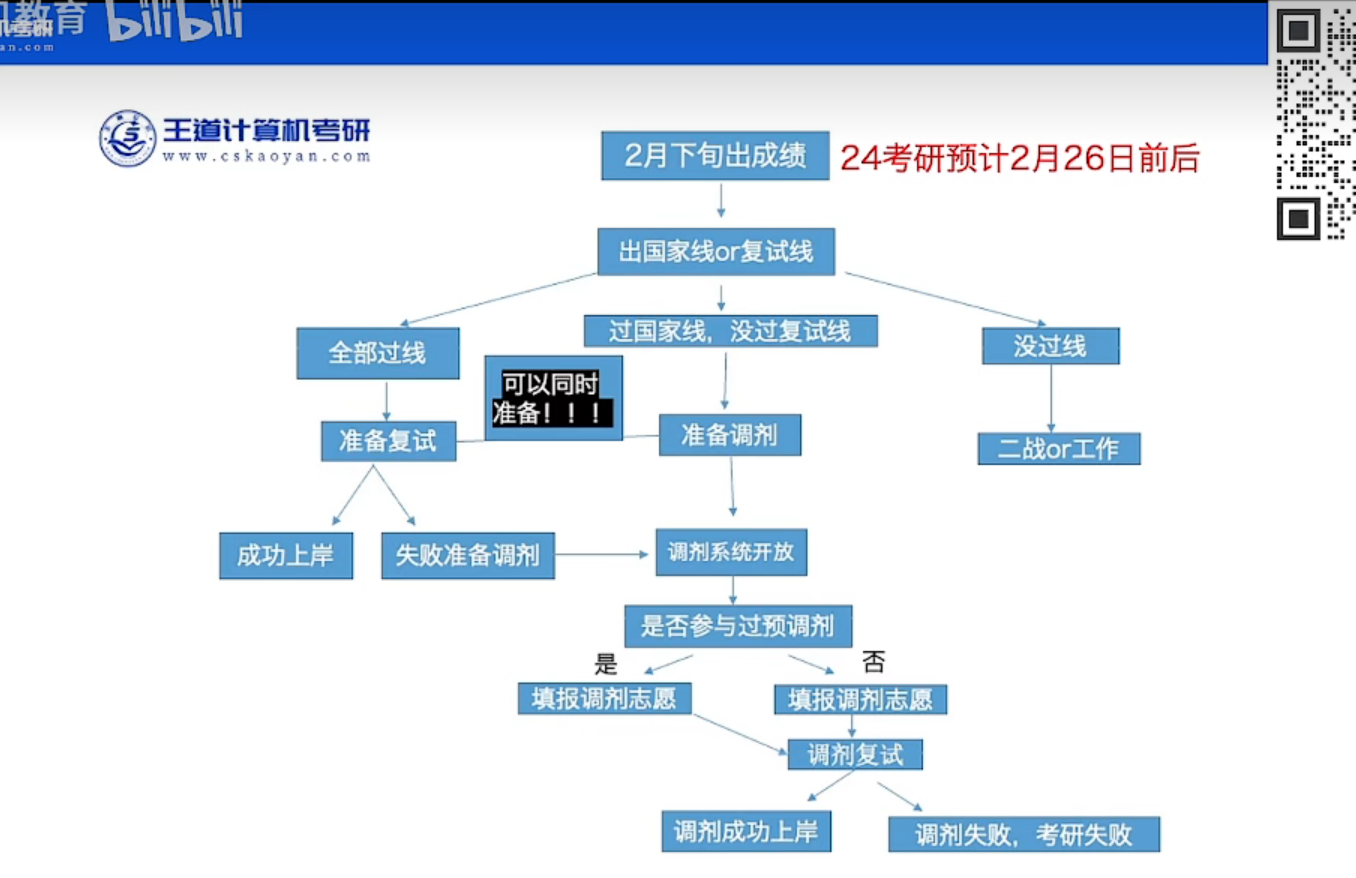 机教育 bilibili
机考研
an.com
王道计算机考研
www.cskaoyan.com
2月下旬出成绩
24考研预计2月26日前后
出国家线or复试线
全部过线
过国家线，没过复试线
没过线
可以同时
准备！！！
准备复试
准备调剂
二战or工作
成功上岸
失败准备调剂
调剂系统开放
是否参与过预调剂
是
否
填报调剂志愿
填报调剂志愿
调剂复试
调剂成功上岸
调剂失败，考研失败